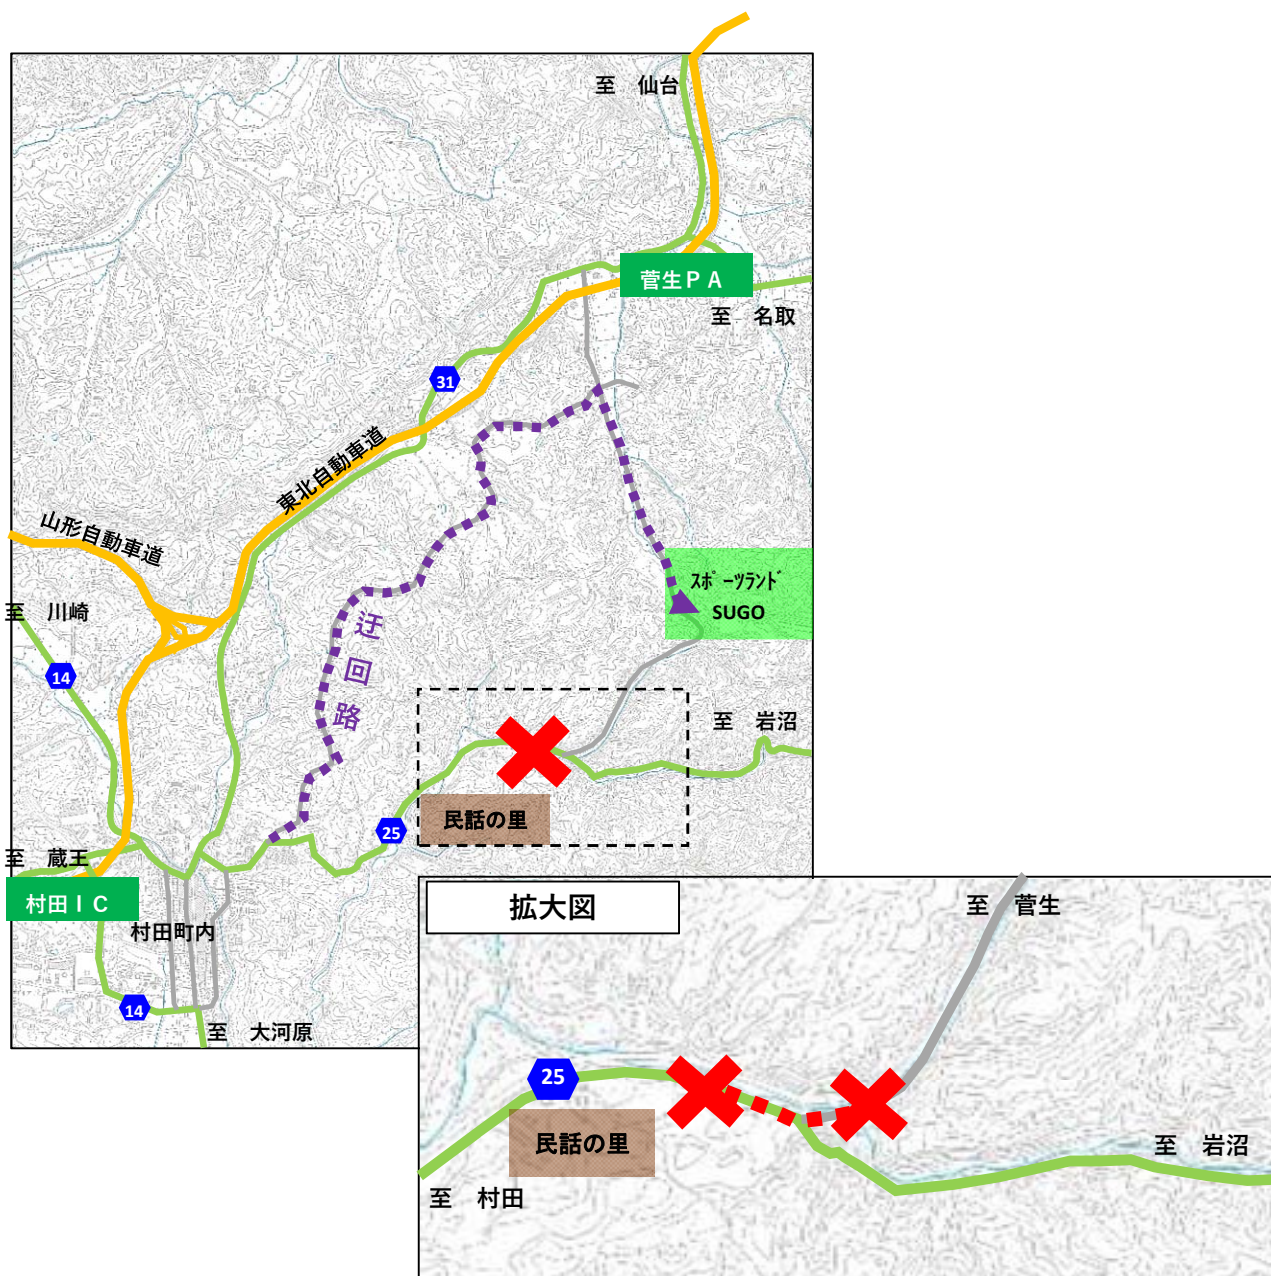 至　仙台
菅生ＰＡ
至　名取
31
東北自動車道
山形自動車道
スポーツランド
SUGO
至　川崎
迂回路
14
至　岩沼
民話の里
25
至　蔵王
村田ＩＣ
村田町内
14
至　大河原
拡大図
至　菅生
25
民話の里
至　岩沼
至　村田